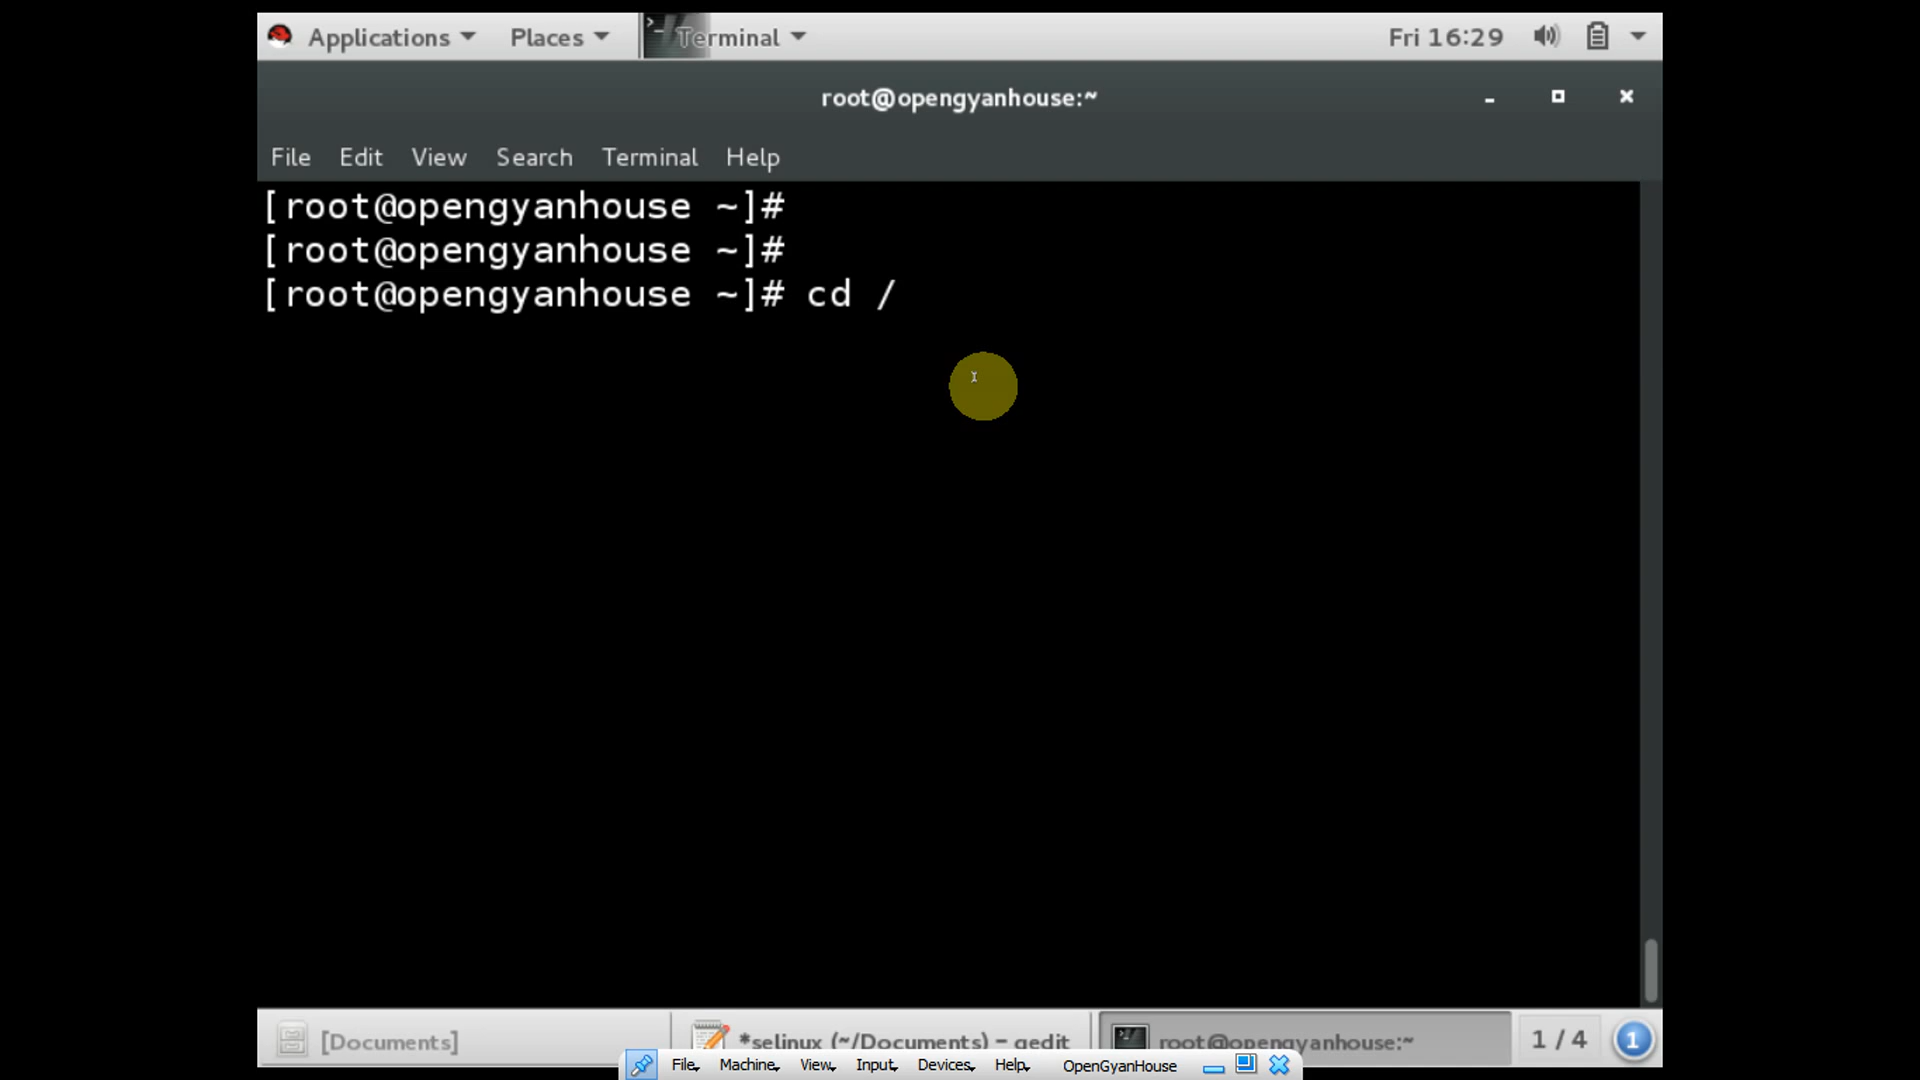 Applications Places Terminal Fri 16:29
root@opengyanhouse:~
File Edit View Search Terminal Help
[root@opengyanhouse ~]#
[root@opengyanhouse ~]#
[root@opengyanhouse ~]# cd /
[Documents] *selinux (~/Documents) - gedit root@opengyanhouse:~ 1 / 4 1
File Machine View Input Devices Help OpenGyanHouse